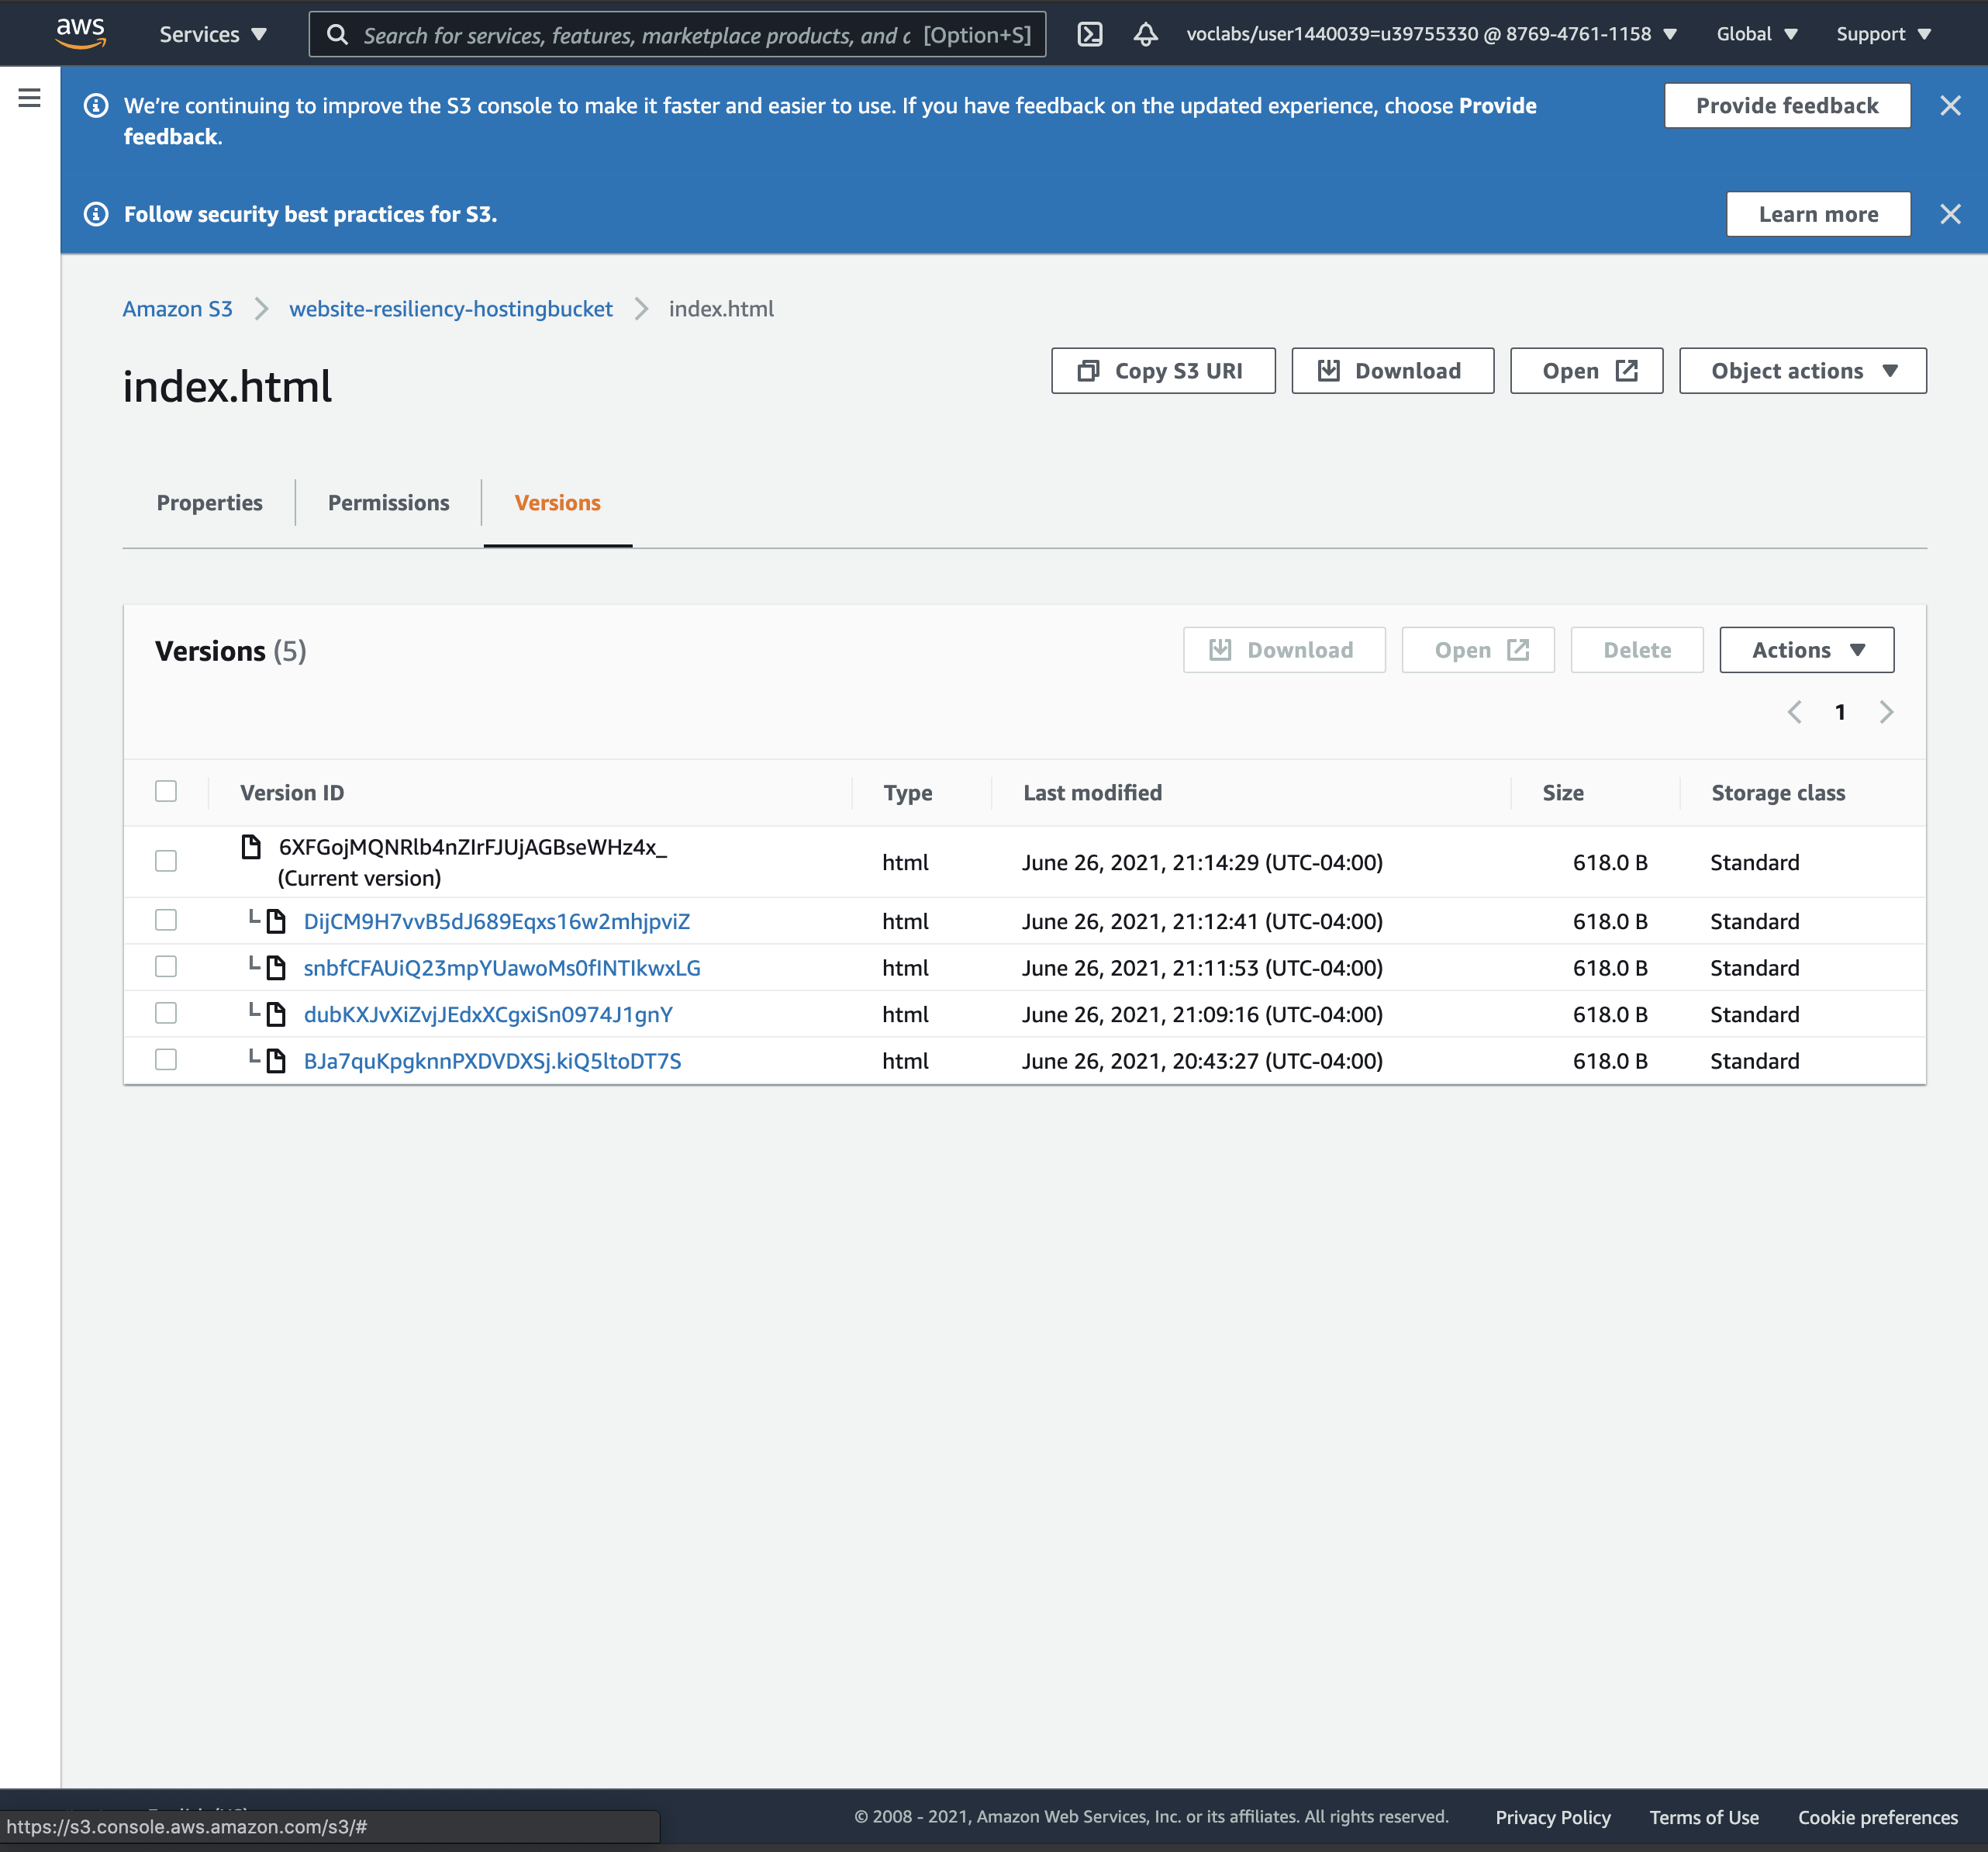 aws
Services
Search for services, features, marketplace products, and c [Option+S]
voclabs/user1440039=u39755330 @ 8769-4761-1158
Global
Support
We're continuing to improve the S3 console to make it faster and easier to use. If you have feedback on the updated experience, choose Provide
feedback.
Provide feedback
Follow security best practices for S3.
Learn more
Amazon S3
website-resiliency-hostingbucket
index.html
index.html
Copy S3 URI
Download
Open
Object actions
Properties
Permissions
Versions
Versions (5)
Download
Open
Delete
Actions
1
Version ID Type Last modified Size Storage class
6XFGojMQNRlb4nZIrFJUjAGBseWHz4x_
(Current version)
html June 26, 2021, 21:14:29 (UTC-04:00) 618.0 B Standard
DijCM9H7vvB5dJ689Eqxs16w2mhjpviZ html June 26, 2021, 21:12:41 (UTC-04:00) 618.0 B Standard
snbfCFAUiQ23mpYUawoMs0fINTIkwxLG html June 26, 2021, 21:11:53 (UTC-04:00) 618.0 B Standard
dubKXJvXiZvjJEdxXCgxiSn0974J1gnY html June 26, 2021, 21:09:16 (UTC-04:00) 618.0 B Standard
BJa7quKpgknnPXDVDXSj.kiQ5ltoDT7S html June 26, 2021, 20:43:27 (UTC-04:00) 618.0 B Standard
© 2008 - 2021, Amazon Web Services, Inc. or its affiliates. All rights reserved.
Privacy Policy
Terms of Use
Cookie preferences
https://s3.console.aws.amazon.com/s3/#